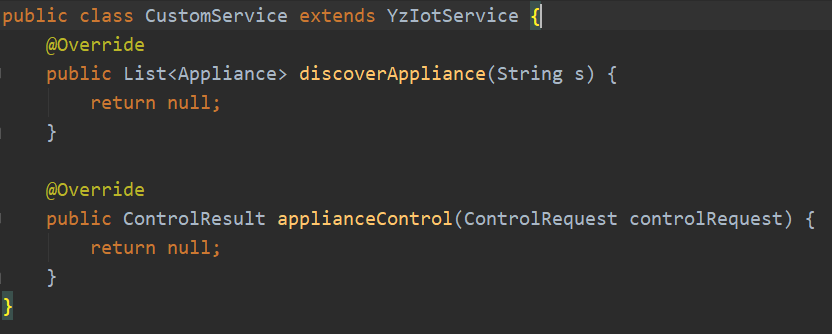 public class CustomService extends YzIotService {
@Override
public List<Appliance> discoverAppliance(String s) {
return null;
}
@Override
public ControlResult applianceControl(ControlRequest controlRequest) {
return null;
}
}